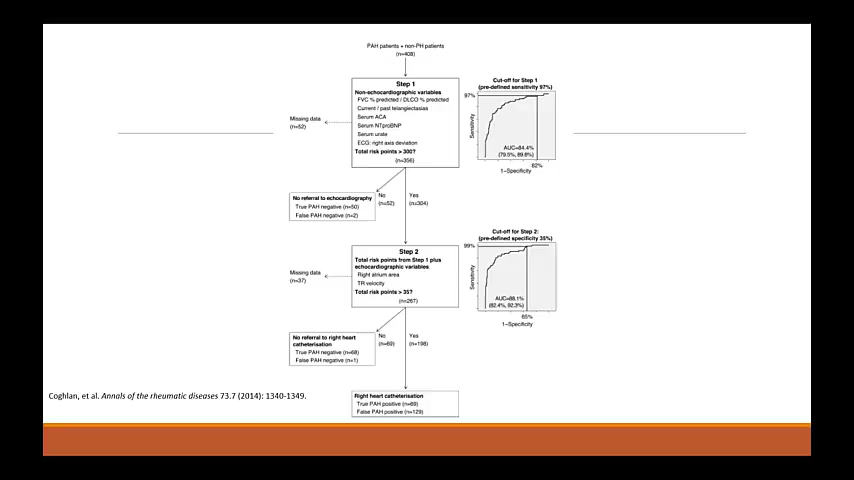 PAH patients + non-PH patients
(n=408)
Step 1
Non-echocardiographic variables
FVC % predicted / DLCO % predicted
Current / past telangiectasias
Serum ACA
Serum NTproBNP
Serum urate
ECG: right axis deviation
Total risk points > 300?
(n=356)
Missing data
(n=52)
Cut-off for Step 1
(pre-defined sensitivity 97%)
97%
Sensitivity
AUC=84.4%
(79.5%, 89.8%)
82%
1–Specificity
No
(n=52)
Yes
(n=304)
No referral to echocardiography
True PAH negative (n=50)
False PAH negative (n=2)
Step 2
Total risk points from Step 1 plus
echocardiographic variables
Right atrium area
TR velocity
Total risk points > 35?
(n=267)
Missing data
(n=37)
Cut-off for Step 2:
(pre-defined specificity 35%)
99%
Sensitivity
AUC=88.1%
(82.4%, 92.3%)
65%
1–Specificity
No
(n=69)
Yes
(n=198)
No referral to right heart
catheterisation
True PAH negative (n=68)
False PAH negative (n=1)
Right heart catheterisation
True PAH positive (n=69)
False PAH positive (n=129)
Coghlan, et al. Annals of the rheumatic diseases 73.7 (2014): 1340-1349.